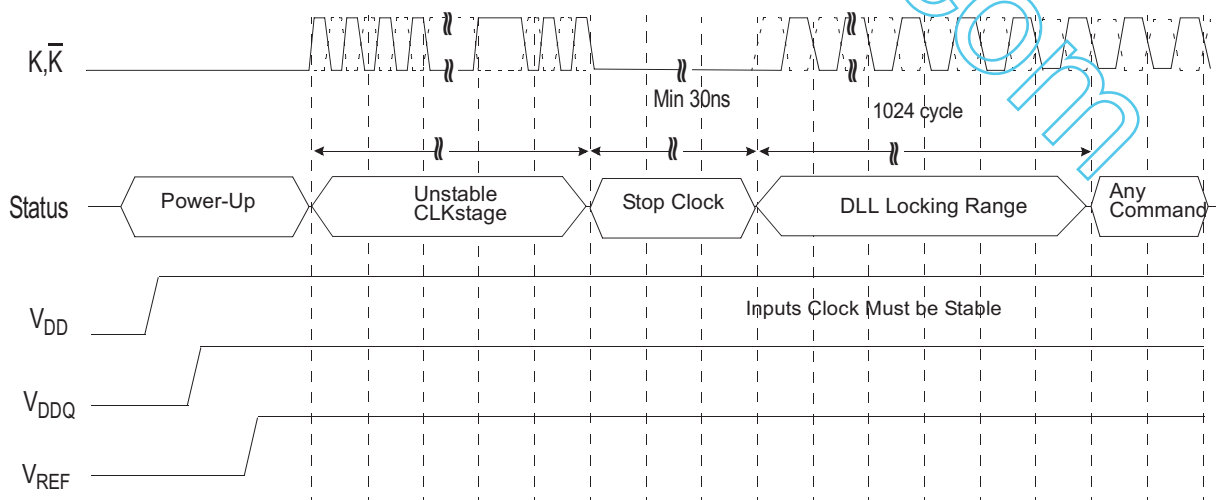 K,K̅
Min 30ns
1024 cycle
Status
Power-Up
Unstable
CLKstage
Stop Clock
DLL Locking Range
Any
Command
VDD
Inputs Clock Must be Stable
VDDQ
VREF
com